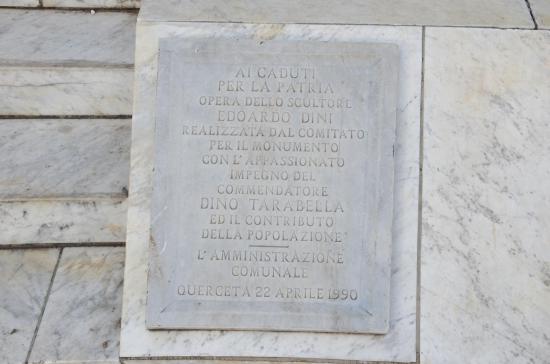 AI CADUTI
PER LA PATRIA
OPERA DELLO SCULTORE
EDOARDO DINI
REALIZZATA DAL COMITATO
PER IL MONUMENTO
CON L'APPASSIONATO
IMPEGNO DEL
COMMENDATORE
DINO TARABELLA
ED IL CONTRIBUTO
DELLA POPOLAZIONE
L'AMMINISTRAZIONE
COMUNALE
QUERCETA 22 APRILE 1990